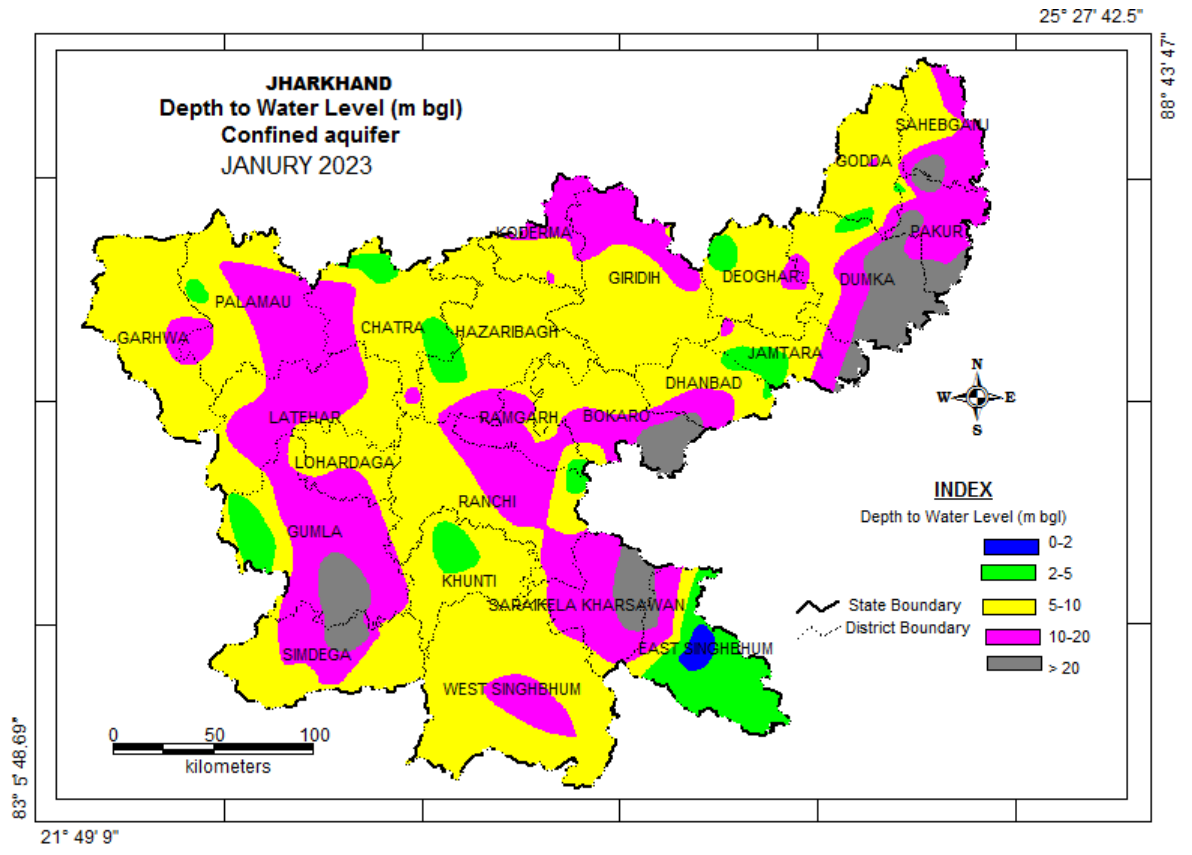 25° 27' 42.5"
88° 43' 47"
JHARKHAND
Depth to Water Level (m bgl)
Confined aquifer
JANURY 2023
SAHEBGANJ
GODDA
KODERMA
PAKUR
GIRIDIH
DEOGHAR
DUMKA
PALAMAU
CHATRA
HAZARIBAGH
GARHWA
JAMTARA
DHANBAD
LATEHAR
RAMGARH
BOKARO
LOHARDAGA
RANCHI
GUMLA
KHUNTI
SARAIKELA KHARSAWAN
SIMDEGA
EAST SINGHBHUM
WEST SINGHBHUM
N
W E
S
INDEX
Depth to Water Level (m bgl)
0-2
2-5
5-10
10-20
> 20
State Boundary
District Boundary
0 50 100
kilometers
83° 5' 48.69"
21° 49' 9"